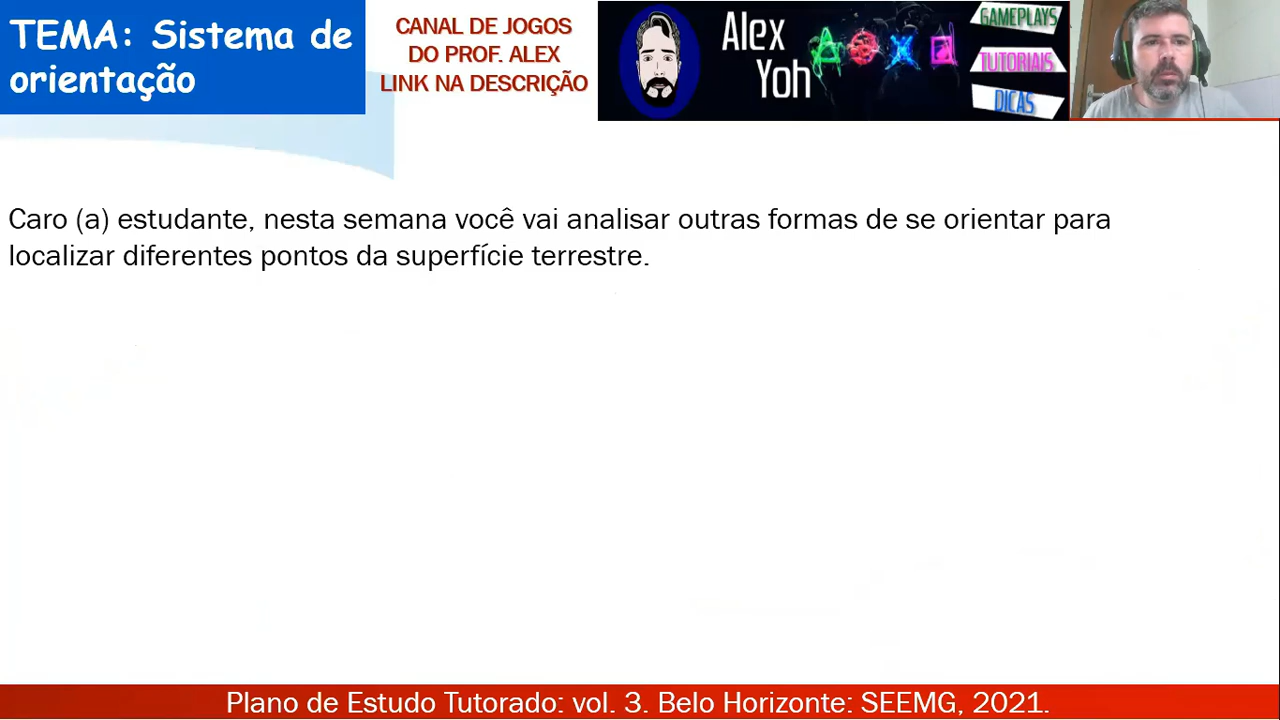 TEMA: Sistema de
orientação
CANAL DE JOGOS
DO PROF. ALEX
LINK NA DESCRIÇÃO
Alex
Yoh
GAMEPLAYS
TUTORIAIS
DICAS
Caro (a) estudante, nesta semana você vai analisar outras formas de se orientar para
localizar diferentes pontos da superfície terrestre.
Plano de Estudo Tutorado: vol. 3. Belo Horizonte: SEEMG, 2021.